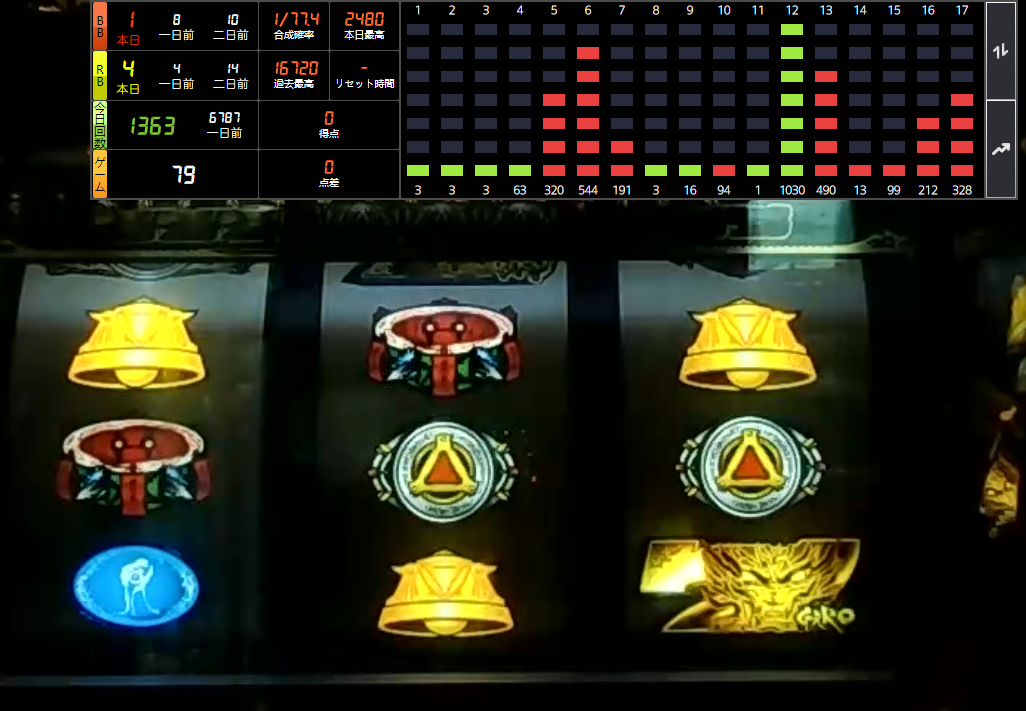 BB 1 8 10 1/77.4 2480
本日 一日前 二日前 合成確率 本日最高
RB 4 4 14 16720 -
本日 一日前 二日前 過去最高 リセット時間
今日回数 1363 6787 0
一日前 得点
ゲーム 79 0
点差
1 2 3 4 5 6 7 8 9 10 11 12 13 14 15 16 17
3 3 3 63 320 544 191 3 16 94 1 1030 490 13 99 212 328
GARO